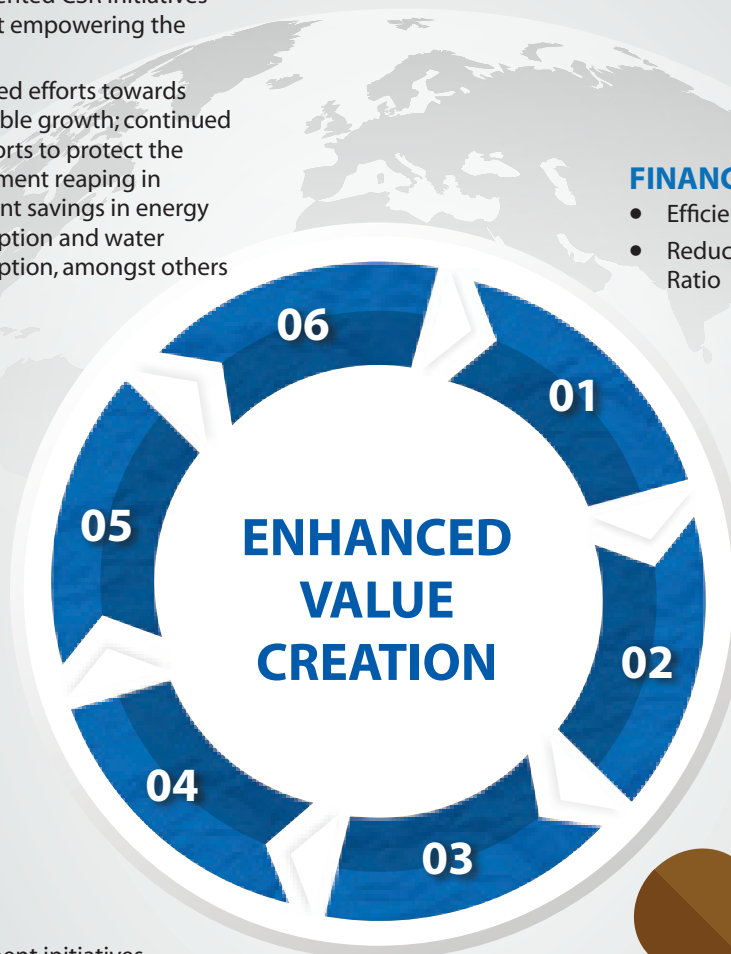 t empowering the
ed efforts towards
ble growth; continued
orts to protect the
ment reaping in
nt savings in energy
ption and water
ption, amongst others
FINANC
• Efficie
• Reduc
Ratio
06
01
05
ENHANCED
VALUE
CREATION
02
04
03
ent initiatives